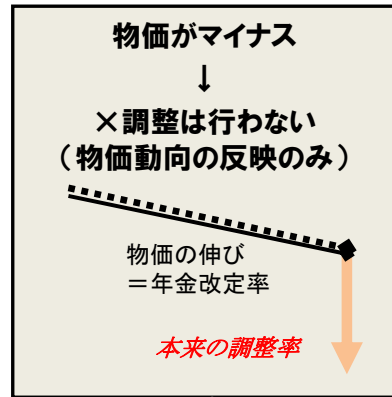 物価がマイナス
↓
×調整は行わない
（物価動向の反映のみ）
物価の伸び
＝年金改定率
本来の調整率